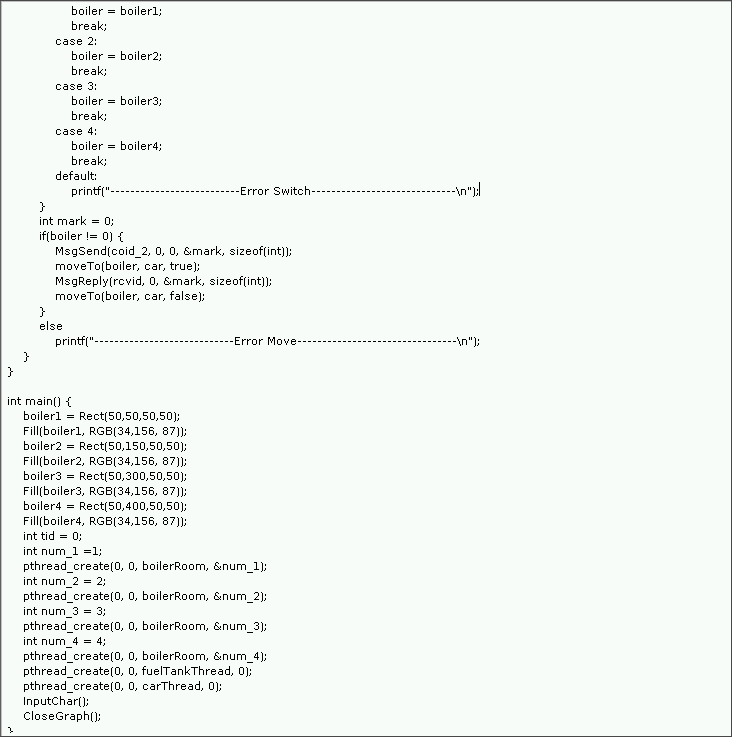 boiler = boiler1;
break;
case 2:
boiler = boiler2;
break;
case 3:
boiler = boiler3;
break;
case 4:
boiler = boiler4;
break;
default:
printf("--------------------------Error Switch-----------------------------\n");
}
int mark = 0;
if(boiler != 0) {
MsgSend(coid_2, 0, 0, &mark, sizeof(int));
moveTo(boiler, car, true);
MsgReply(rcvid, 0, &mark, sizeof(int));
moveTo(boiler, car, false);
}
else
printf("----------------------------Error Move--------------------------------\n");
}
}
int main() {
boiler1 = Rect(50,50,50,50);
Fill(boiler1, RGB(34,156, 87));
boiler2 = Rect(50,150,50,50);
Fill(boiler2, RGB(34,156, 87));
boiler3 = Rect(50,300,50,50);
Fill(boiler3, RGB(34,156, 87));
boiler4 = Rect(50,400,50,50);
Fill(boiler4, RGB(34,156, 87));
int tid = 0;
int num_1 =1;
pthread_create(0, 0, boilerRoom, &num_1);
int num_2 = 2;
pthread_create(0, 0, boilerRoom, &num_2);
int num_3 = 3;
pthread_create(0, 0, boilerRoom, &num_3);
int num_4 = 4;
pthread_create(0, 0, boilerRoom, &num_4);
pthread_create(0, 0, fuelTankThread, 0);
pthread_create(0, 0, carThread, 0);
InputChar();
CloseGraph();
}